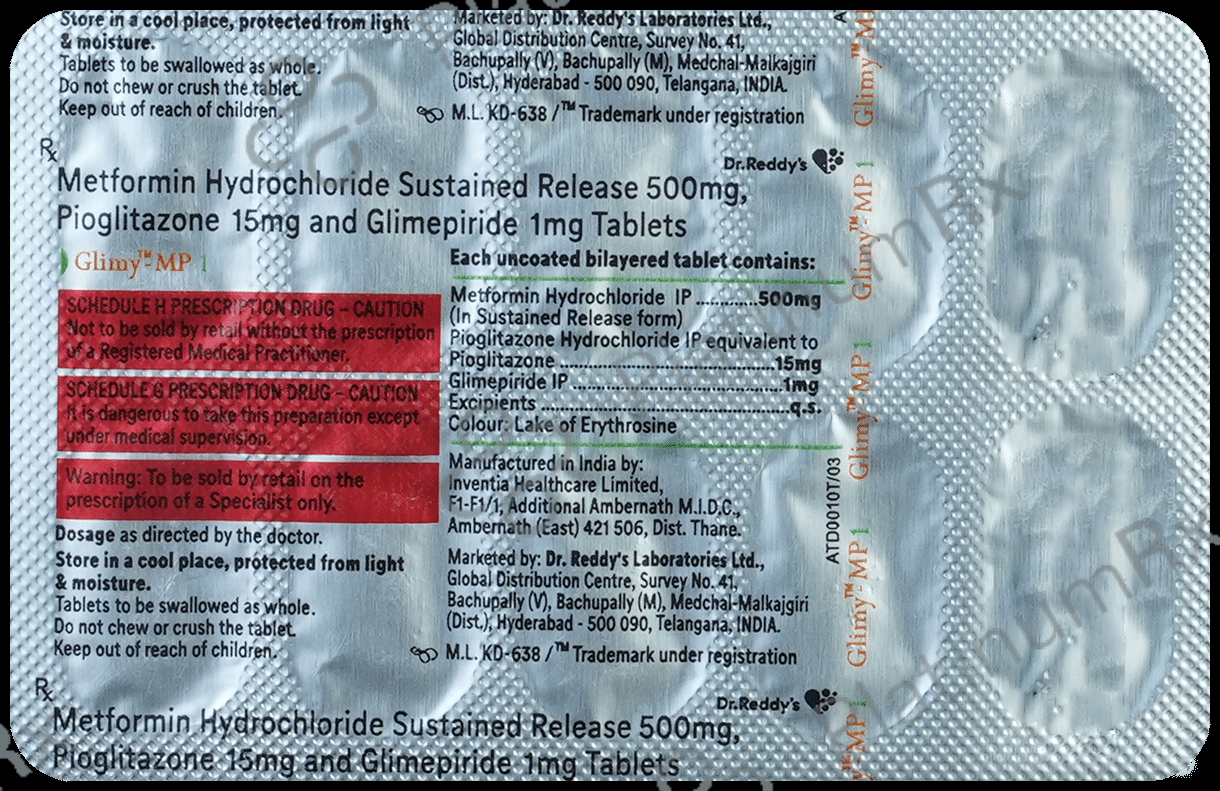 Store in a cool place, protected from light
& moisture.
Tablets to be swallowed as whole.
Do not chew or crush the tablet.
Keep out of reach of children.
Marketed by: Dr. Reddy's Laboratories Ltd.,
Global Distribution Centre, Survey No. 41,
Bachupally (V), Bachupally (M), Medchal-Malkajgiri
(Dist.), Hyderabad - 500 090, Telangana, INDIA.
M.L. KD-638 /™ Trademark under registration
Rx
Dr.Reddy's
Metformin Hydrochloride Sustained Release 500mg,
Pioglitazone 15mg and Glimepiride 1mg Tablets
Glimy™-MP 1
SCHEDULE H PRESCRIPTION DRUG – CAUTION
Not to be sold by retail without the prescription
of a Registered Medical Practitioner.
SCHEDULE G PRESCRIPTION DRUG – CAUTION
It is dangerous to take this preparation except
under medical supervision.
Warning: To be sold by retail on the
prescription of a Specialist only.
Dosage as directed by the doctor.
Store in a cool place, protected from light
& moisture.
Tablets to be swallowed as whole.
Do not chew or crush the tablet.
Keep out of reach of children.
Each uncoated bilayered tablet contains:
Metformin Hydrochloride IP ............500mg
(In Sustained Release form)
Pioglitazone Hydrochloride IP equivalent to
Pioglitazone ..........................................15mg
Glimepiride IP..........................................1mg
Excipients ................................................q.s.
Colour: Lake of Erythrosine
Manufactured in India by:
Inventia Healthcare Limited,
F1-F1/1, Additional Ambernath M.I.D.C.,
Ambernath (East) 421 506, Dist. Thane.
Marketed by: Dr. Reddy's Laboratories Ltd.,
Global Distribution Centre, Survey No. 41,
Bachupally (V), Bachupally (M), Medchal-Malkajgiri
(Dist.), Hyderabad - 500 090, Telangana, INDIA.
M.L. KD-638 /™ Trademark under registration
Rx
Dr.Reddy's
Metformin Hydrochloride Sustained Release 500mg,
Pioglitazone 15mg and Glimepiride 1mg Tablets
ATD0010T/03
Glimy™-MP
Glimy™-MP 1
Glimy™-MP 1
Glimy™-MP 1
™-MP 1
PlatinumRx
PlatinumRx